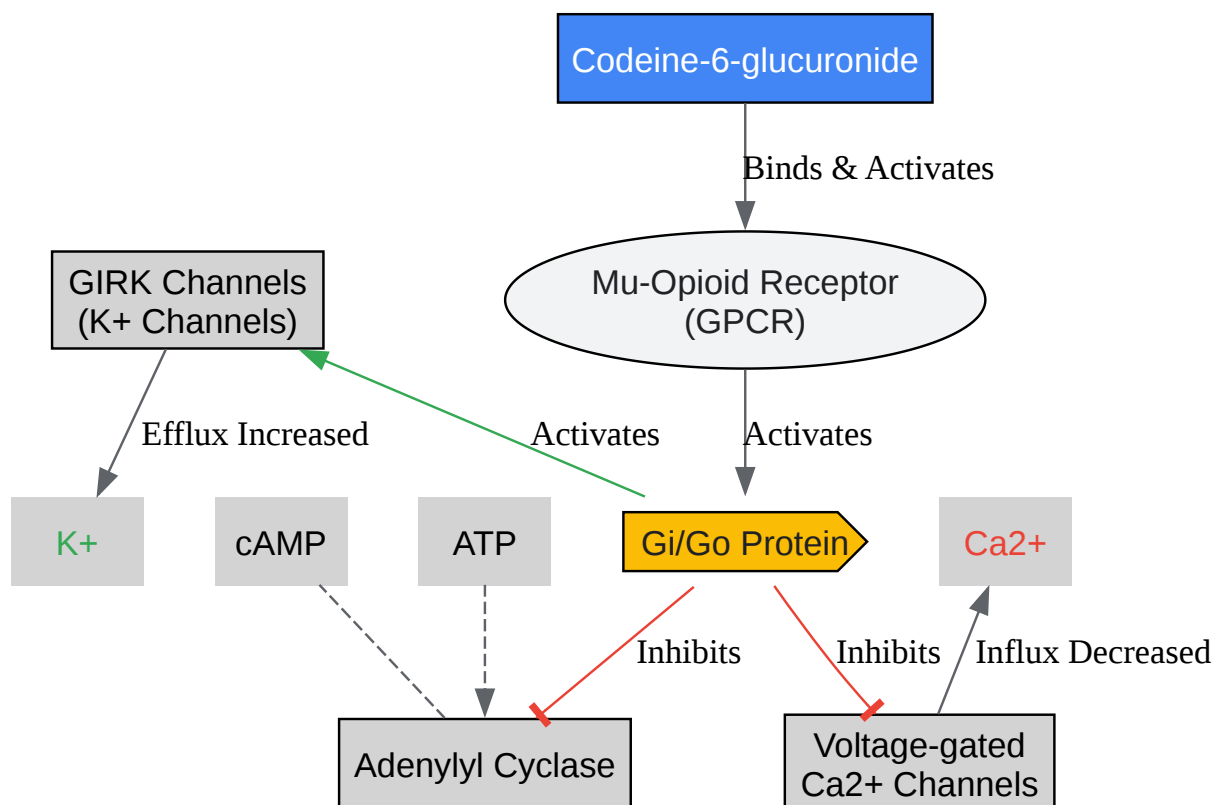 Codeine-6-glucuronide
Binds & Activates
GIRK Channels
(K+ Channels)
Mu-Opioid Receptor
(GPCR)
Efflux Increased
Activates
Activates
K+
cAMP
ATP
Gi/Go Protein
Ca2+
Inhibits
Inhibits
Influx Decreased
Adenylyl Cyclase
Voltage-gated
Ca2+ Channels